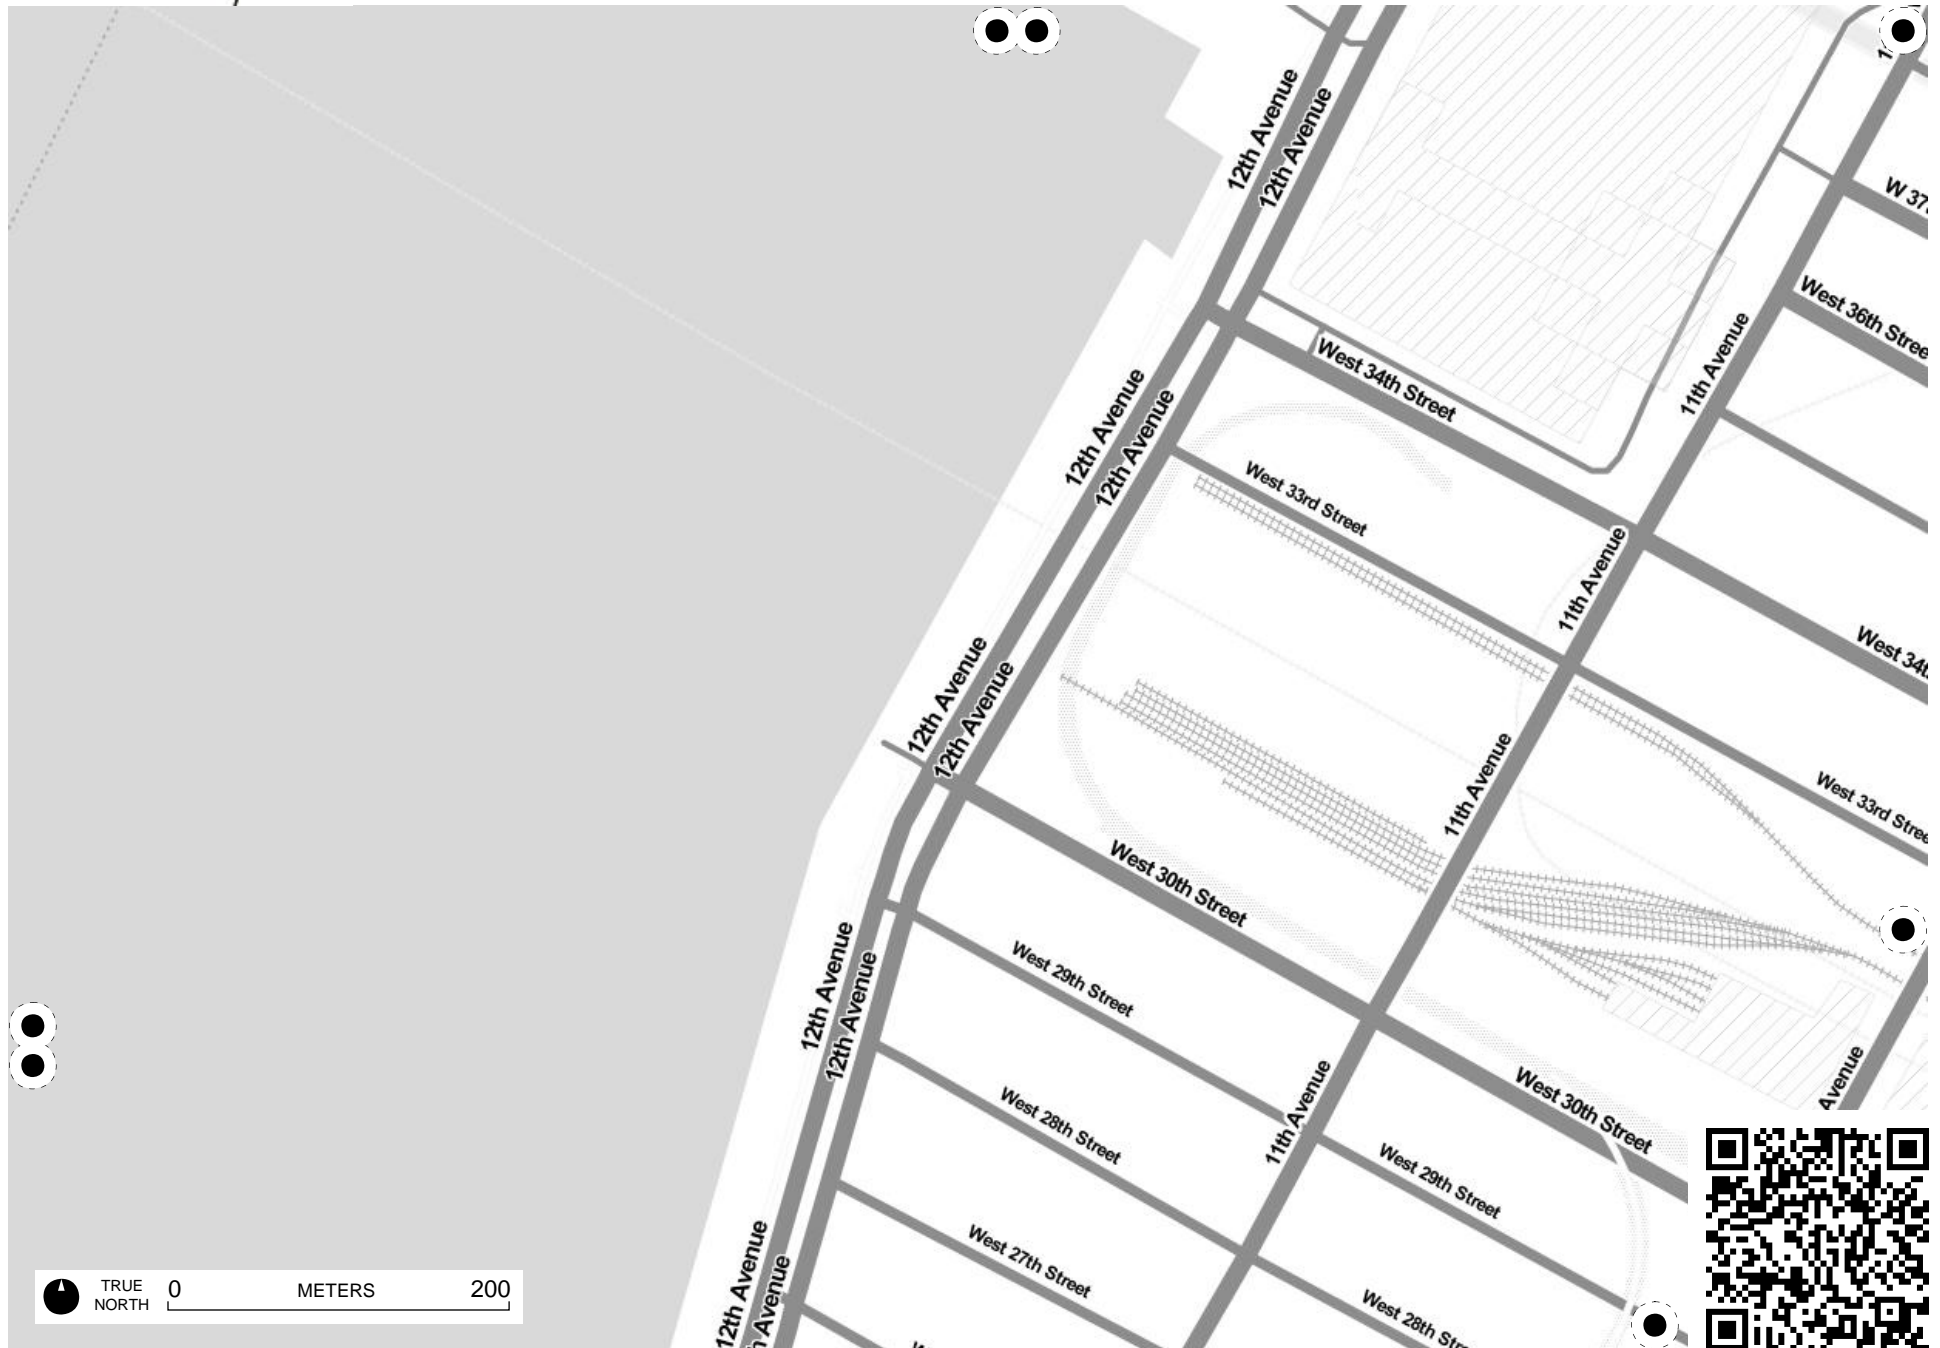 12th Avenue
12th Avenue
W 37
West 36th Stree
11th Avenue
West 34th Street
12th Avenue
12th Avenue
West 33rd Street
11th Avenue
West 34t
12th Avenue
12th Avenue
11th Avenue
West 33rd Stree
West 30th Street
12th Avenue
12th Avenue
West 29th Street
Avenue
11th Avenue
West 30th Street
West 28th Street
West 29th Street
12th Avenue
h Avenue
West 27th Street
West 28th Str
TRUE
NORTH
0 METERS 200